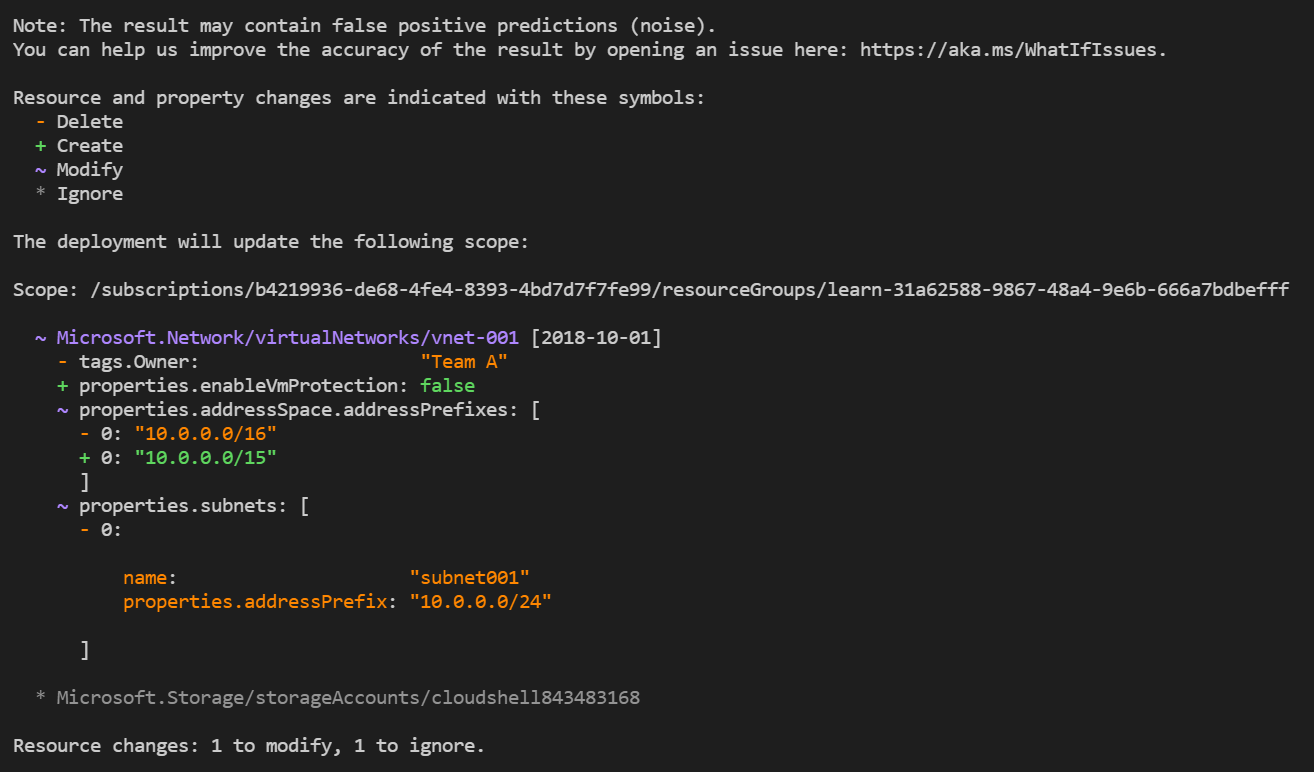 Note: The result may contain false positive predictions (noise).
You can help us improve the accuracy of the result by opening an issue here: https://aka.ms/WhatIfIssues.
Resource and property changes are indicated with these symbols:
- Delete
+ Create
~ Modify
* Ignore
The deployment will update the following scope:
Scope: /subscriptions/b4219936-de68-4fe4-8393-4bd7d7f7fe99/resourceGroups/learn-31a62588-9867-48a4-9e6b-666a7bdbefff
~ Microsoft.Network/virtualNetworks/vnet-001 [2018-10-01]
- tags.Owner: "Team A"
+ properties.enableVmProtection: false
~ properties.addressSpace.addressPrefixes: [
- 0: "10.0.0.0/16"
+ 0: "10.0.0.0/15"
]
~ properties.subnets: [
- 0:
name: "subnet001"
properties.addressPrefix: "10.0.0.0/24"
]
* Microsoft.Storage/storageAccounts/cloudshell843483168
Resource changes: 1 to modify, 1 to ignore.